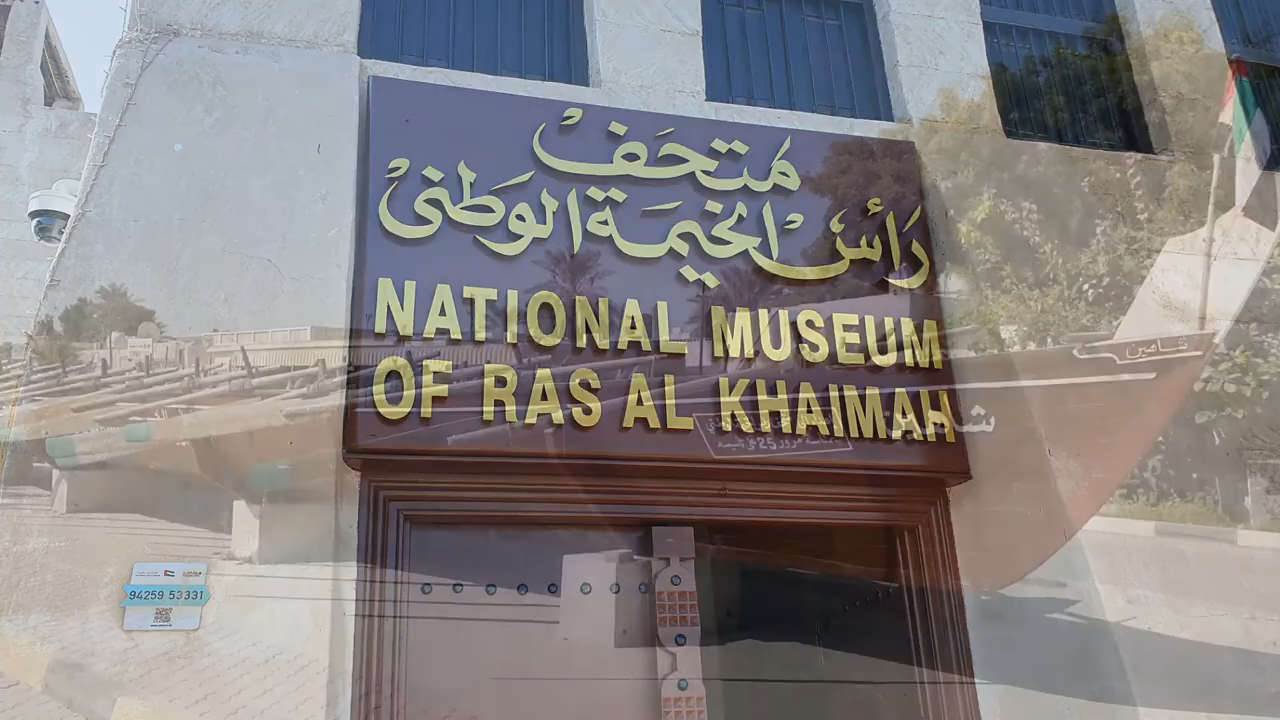 متحف
رأس الخيمة الوطني
NATIONAL MUSEUM
OF RAS AL KHAIMAH
94259 53331